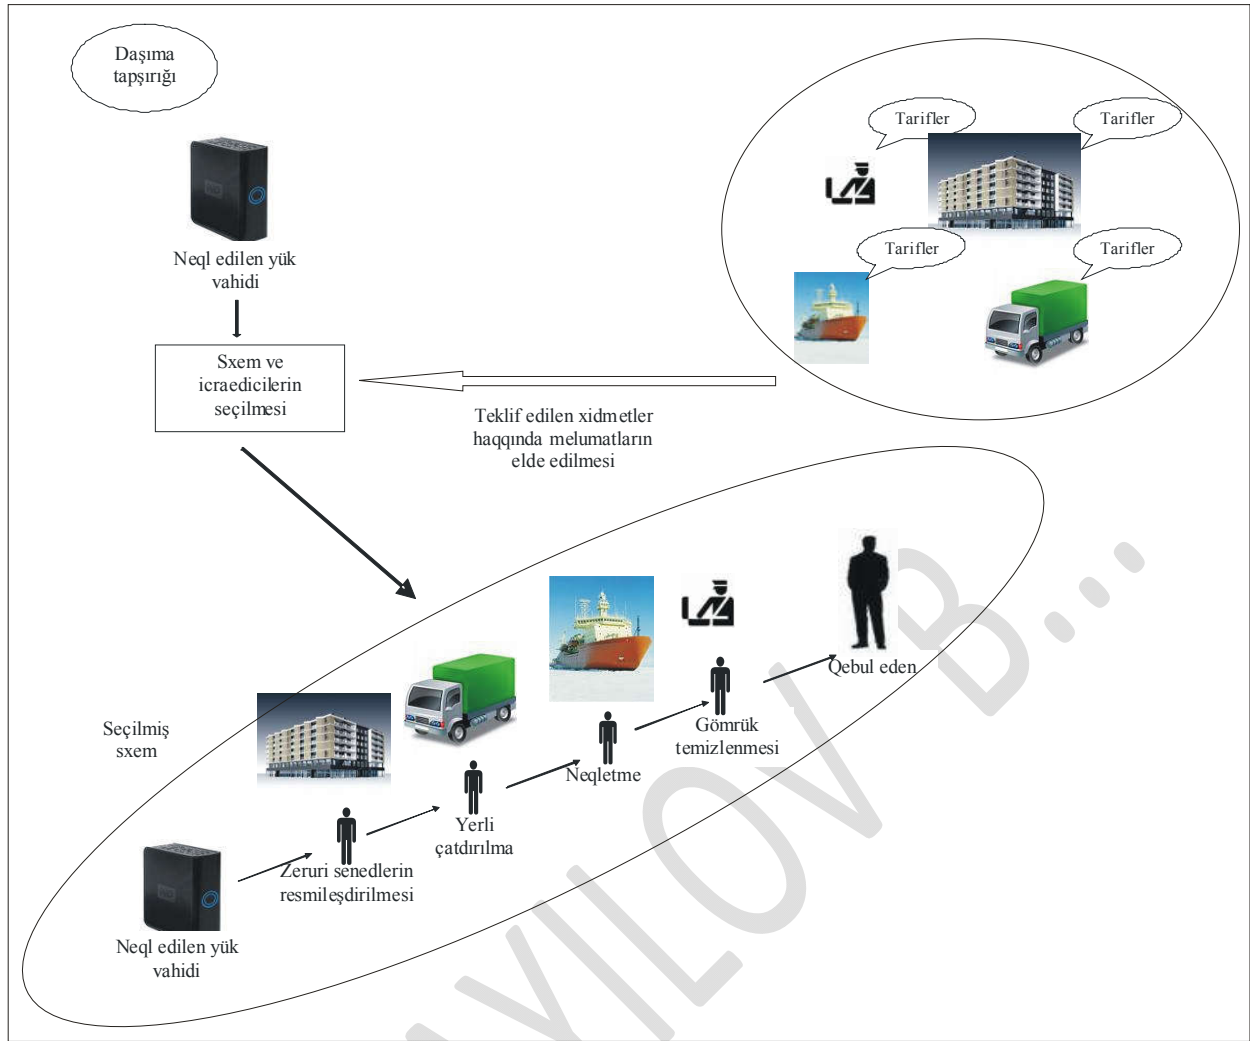 Daşıma
tapşırığı
Tarifler
Tarifler
Tarifler
Tarifler
Neql edilen yük
vahidi
Sxem ve
icraedicilerin
seçilmesi
Teklif edilen xidmetler
haqqında melumatların
elde edilmesi
Seçilmiş
sxem
Qebul eden
Gömrük
temizlenmesi
Neqletme
Yerli
çatdırılma
Zeruri senedlerin
resmileşdirilmesi
Neql edilen yük
vahidi
AYILOV B...